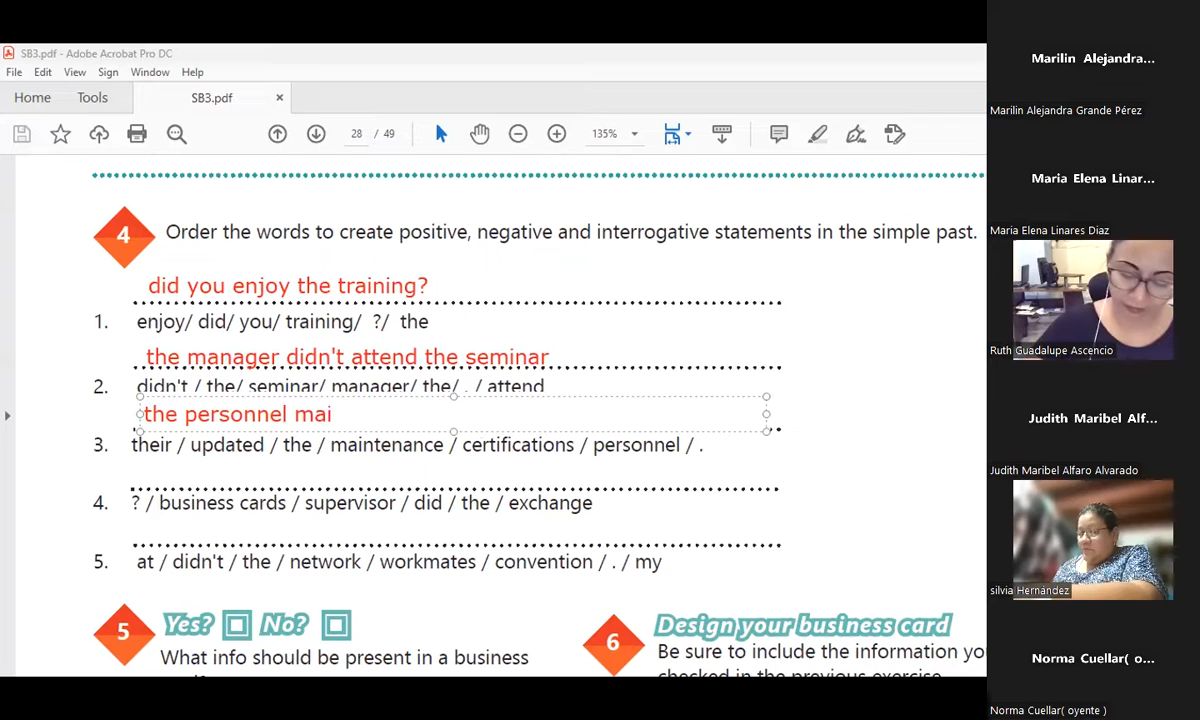 SB3.pdf - Adobe Acrobat Pro DC
File Edit View Sign Window Help
Home Tools SB3.pdf ×
28 / 49 135%
4 Order the words to create positive, negative and interrogative statements in the simple past.
did you enjoy the training?
1. enjoy/ did/ you/ training/ ?/ the
the manager didn't attend the seminar
2. didn't / the/ seminar/ manager/ the/ . / attend
the personnel mai
3. their / updated / the / maintenance / certifications / personnel / .
4. ? / business cards / supervisor / did / the / exchange
5. at / didn't / the / network / workmates / convention / . / my
5 Yes? No?
What info should be present in a business
6 Design your business card
Be sure to include the information yo
checked in the previous exercise
Marilin Alejandra...
Marilin Alejandra Grande Pérez
Maria Elena Linar...
Maria Elena Linares Diaz
Ruth Guadalupe Ascencio
Judith Maribel Alf...
Judith Maribel Alfaro Alvarado
silvia Hernández
Norma Cuellar( o...
Norma Cuellar( oyente )